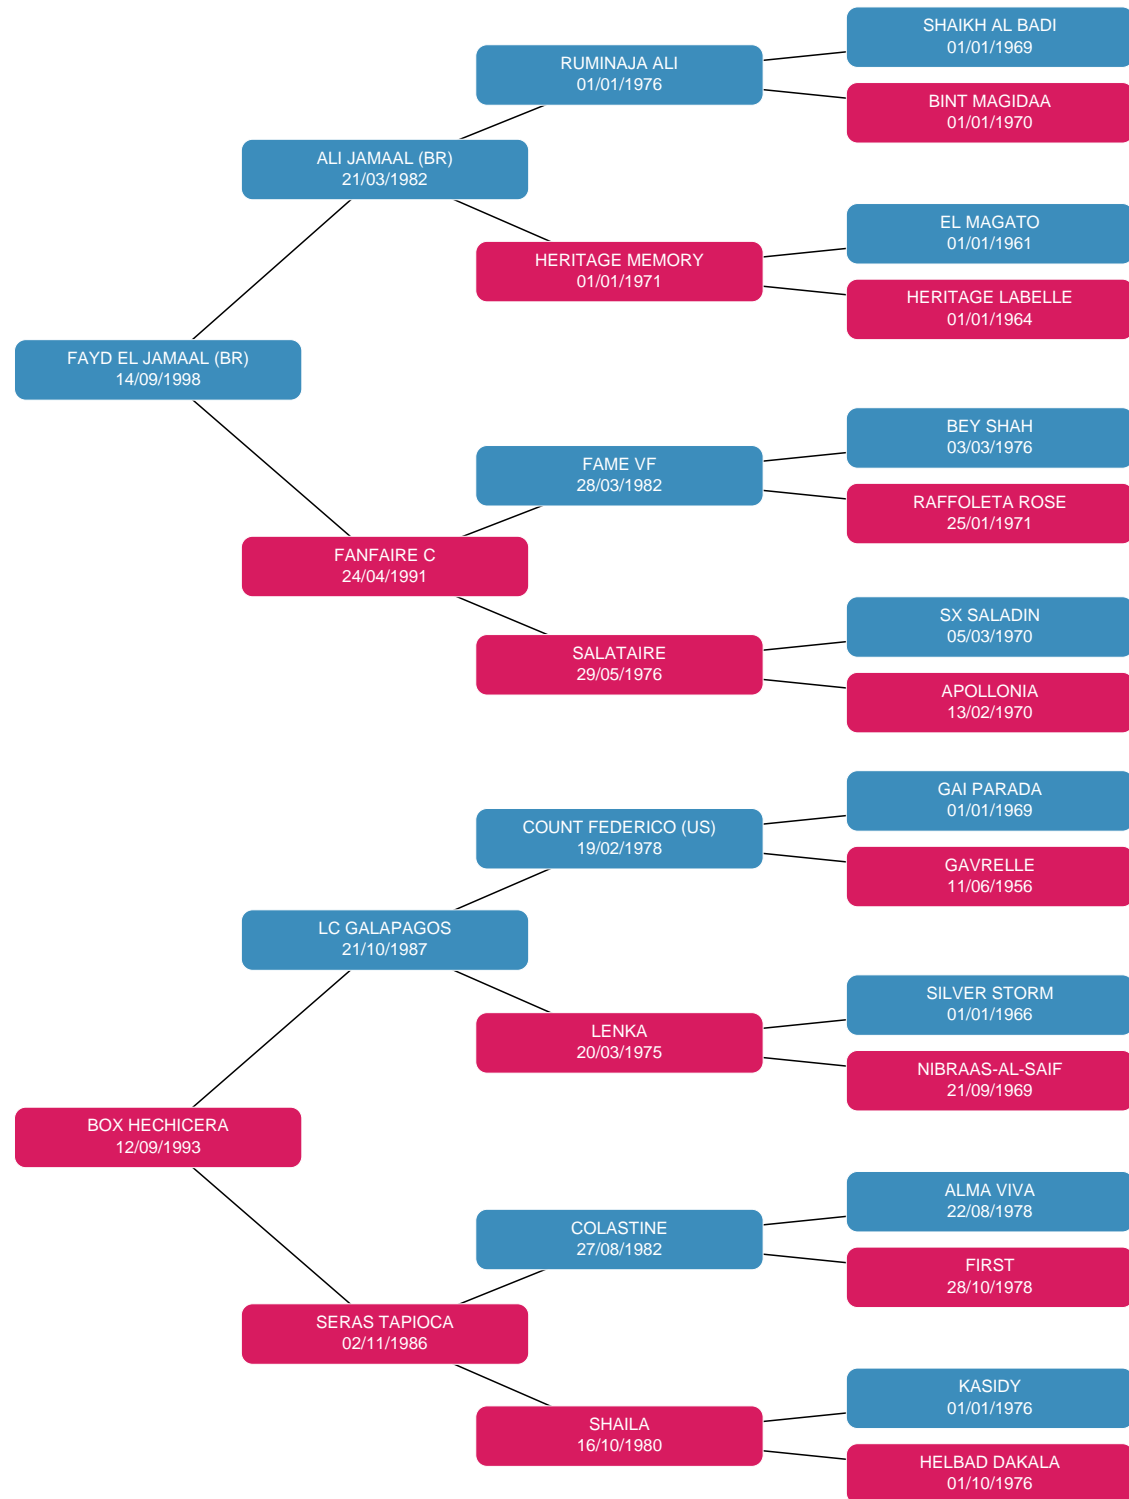 SHAIKH AL BADI
01/01/1969
RUMINAJA ALI
01/01/1976
BINT MAGIDAA
01/01/1970
ALI JAMAAL (BR)
21/03/1982
EL MAGATO
01/01/1961
HERITAGE MEMORY
01/01/1971
HERITAGE LABELLE
01/01/1964
FAYD EL JAMAAL (BR)
14/09/1998
BEY SHAH
03/03/1976
FAME VF
28/03/1982
RAFFOLETA ROSE
25/01/1971
FANFAIRE C
24/04/1991
SX SALADIN
05/03/1970
SALATAIRE
29/05/1976
APOLLONIA
13/02/1970
GAI PARADA
01/01/1969
COUNT FEDERICO (US)
19/02/1978
GAVRELLE
11/06/1956
LC GALAPAGOS
21/10/1987
SILVER STORM
01/01/1966
LENKA
20/03/1975
NIBRAAS-AL-SAIF
21/09/1969
BOX HECHICERA
12/09/1993
ALMA VIVA
22/08/1978
COLASTINE
27/08/1982
FIRST
28/10/1978
SERAS TAPIOCA
02/11/1986
KASIDY
01/01/1976
SHAILA
16/10/1980
HELBAD DAKALA
01/10/1976